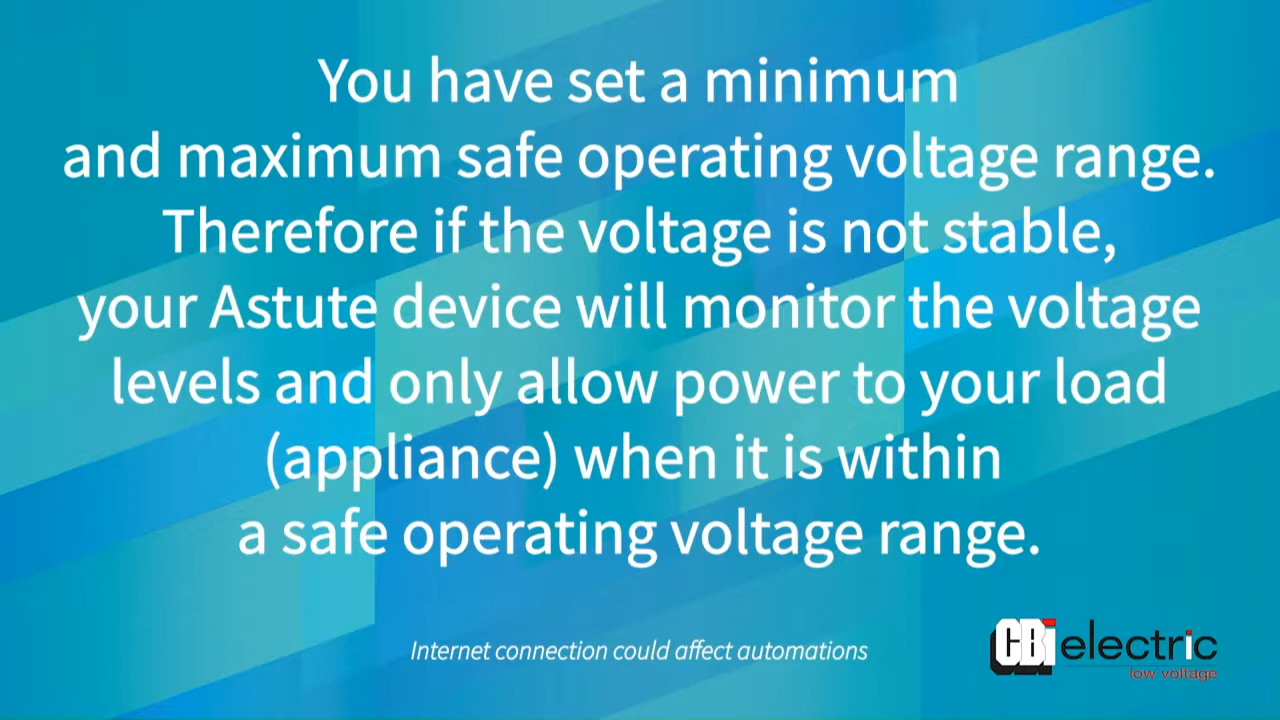 You have set a minimum
and maximum safe operating voltage range.
Therefore if the voltage is not stable,
your Astute device will monitor the voltage
levels and only allow power to your load
(appliance) when it is within
a safe operating voltage range.
Internet connection could affect automations
CBi electric
low voltage